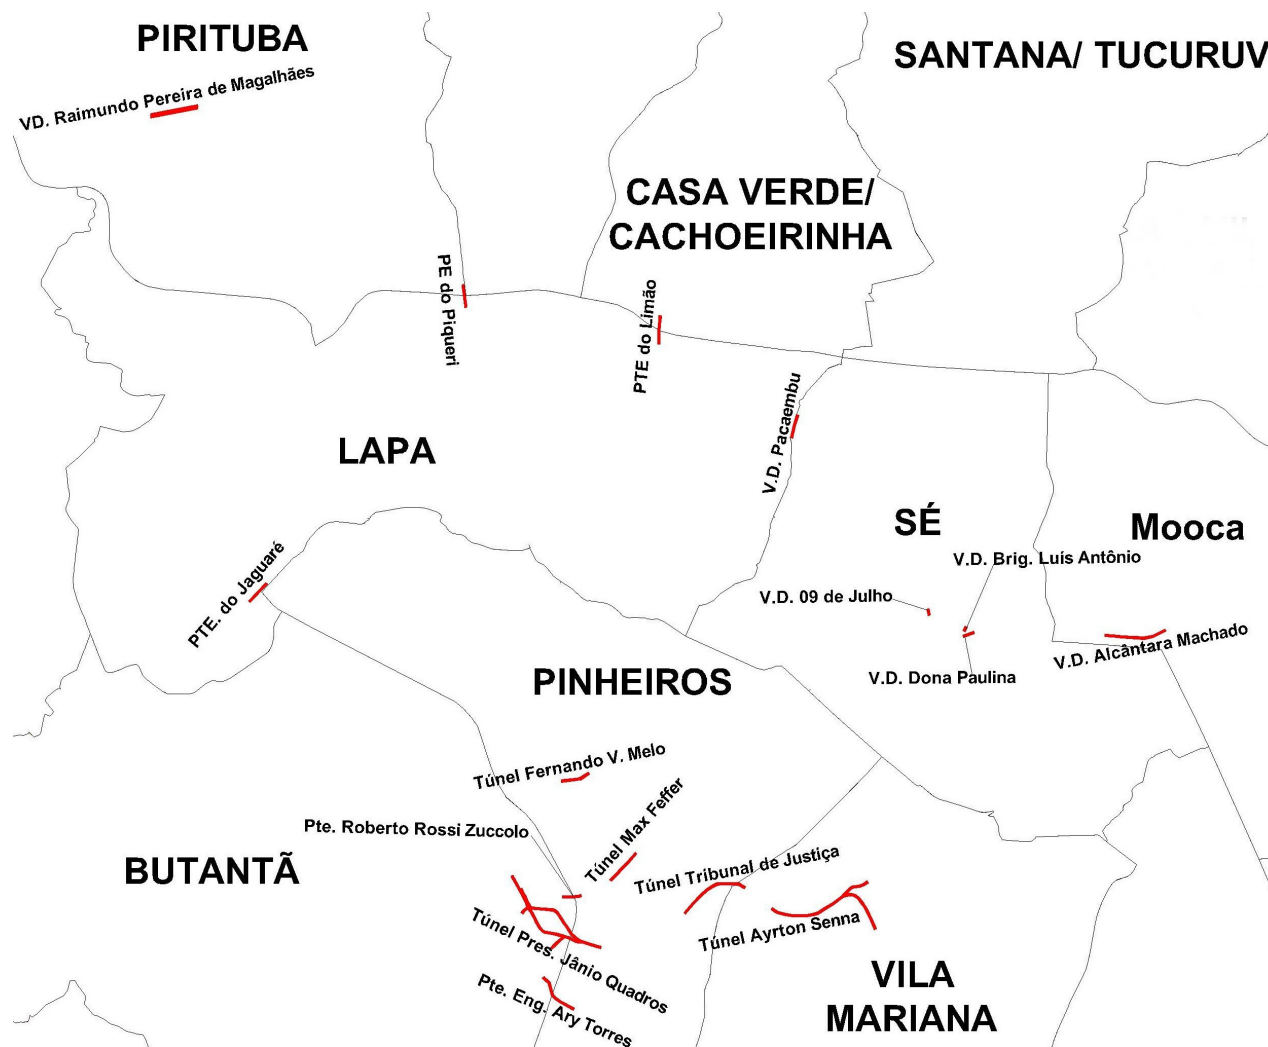 PIRITUBA
SANTANA/ TUCURUV
VD. Raimundo Pereira de Magalhães
CASA VERDE/
CACHOEIRINHA
PE do Piqueri
PTE do Limão
V.D. Pacaembu
LAPA
SÉ
Mooca
V.D. Brig. Luís Antônio
PTE. do Jaguaré
V.D. 09 de Julho
V.D. Alcântara Machado
V.D. Dona Paulina
PINHEIROS
Túnel Fernando V. Melo
Túnel Max Feffer
Pte. Roberto Rossi Zuccolo
BUTANTÃ
Túnel Tribunal de Justiça
Túnel Pres. Jânio Quadros
Túnel Ayrton Senna
Pte. Eng. Ary Torres
VILA
MARIANA